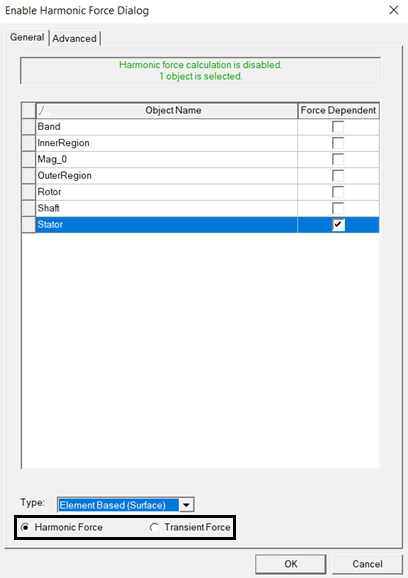 Enable Harmonic Force Dialog
General Advanced
Harmonic force calculation is disabled.
1 object is selected.
Object Name Force Dependent
Band
InnerRegion
Mag_0
OuterRegion
Rotor
Shaft
Stator
Type: Element Based (Surface)
Harmonic Force Transient Force
OK Cancel